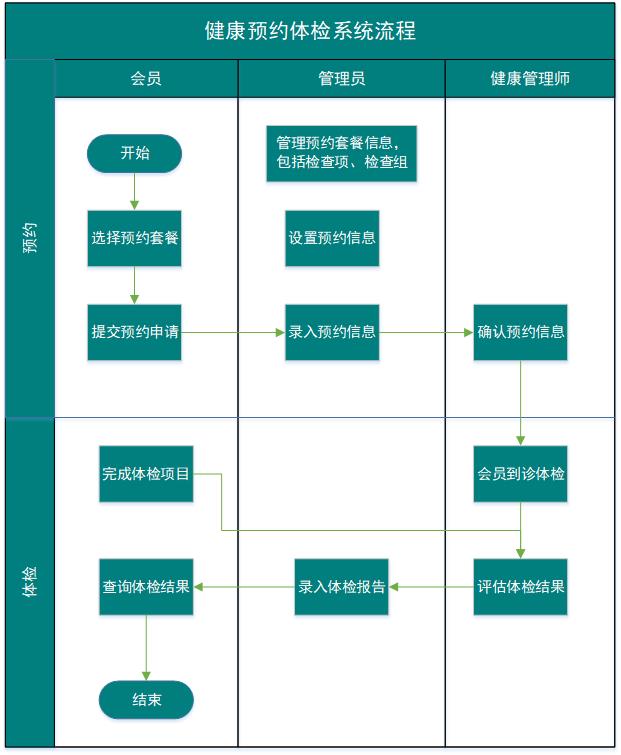 健康预约体检系统流程
会员
管理员
健康管理师
预约
开始
管理预约套餐信息，
包括检查项、检查组
选择预约套餐
设置预约信息
提交预约申请
录入预约信息
确认预约信息
体检
完成体检项目
会员到诊体检
查询体检结果
录入体检报告
评估体检结果
结束